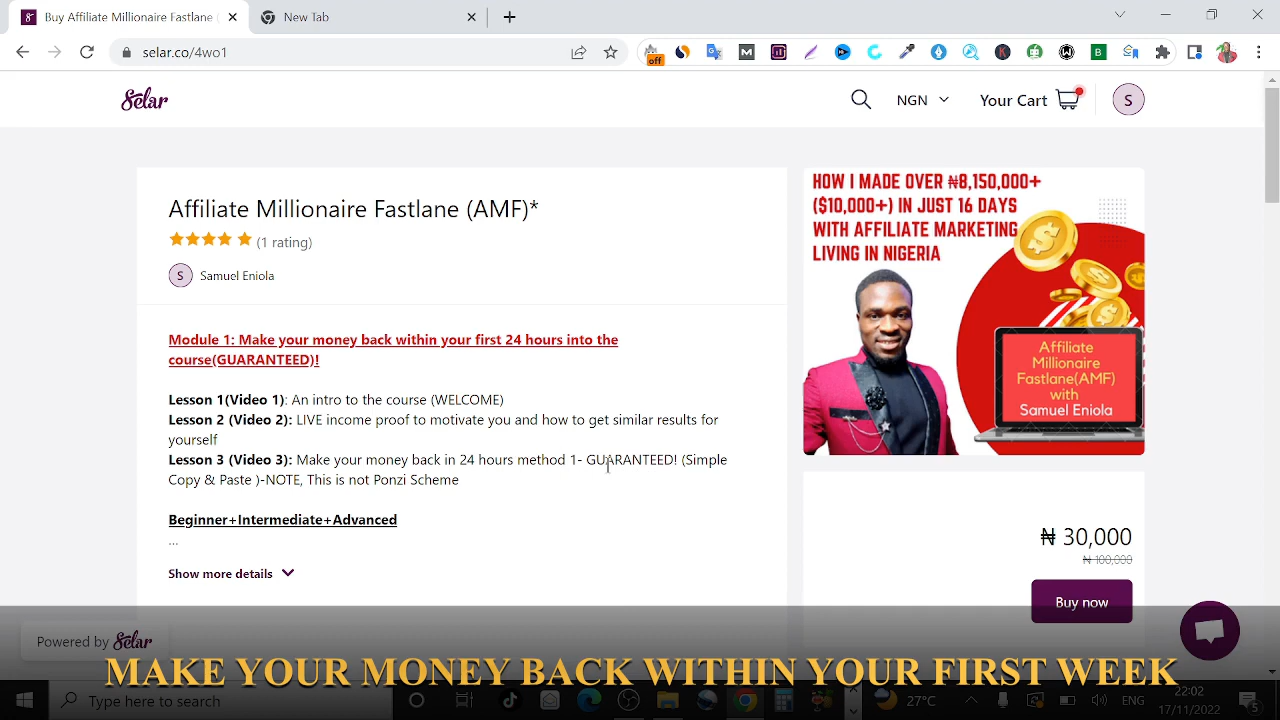 Buy Affiliate Millionaire Fastlane (
New Tab
selar.co/4wo1
off
Selar
NGN
Your Cart
S
Affiliate Millionaire Fastlane (AMF)*
(1 rating)
S Samuel Eniola
Module 1: Make your money back within your first 24 hours into the
course(GUARANTEED)!
Lesson 1(Video 1): An intro to the course (WELCOME)
Lesson 2 (Video 2): LIVE income proof to motivate you and how to get similar results for
yourself
Lesson 3 (Video 3): Make your money back in 24 hours method 1- GUARANTEED! (Simple
Copy & Paste )-NOTE, This is not Ponzi Scheme
Beginner+Intermediate+Advanced
...
Show more details
HOW I MADE OVER ₦8,150,000+
($10,000+) IN JUST 16 DAYS
WITH AFFILIATE MARKETING
LIVING IN NIGERIA
Affiliate
Millionaire
Fastlane(AMF)
with
Samuel Eniola
₦ 30,000
₦ 100,000
Buy now
Powered by Selar
MAKE YOUR MONEY BACK WITHIN YOUR FIRST WEEK
Type here to search
27°C
ENG
22:02
17/11/2022
5